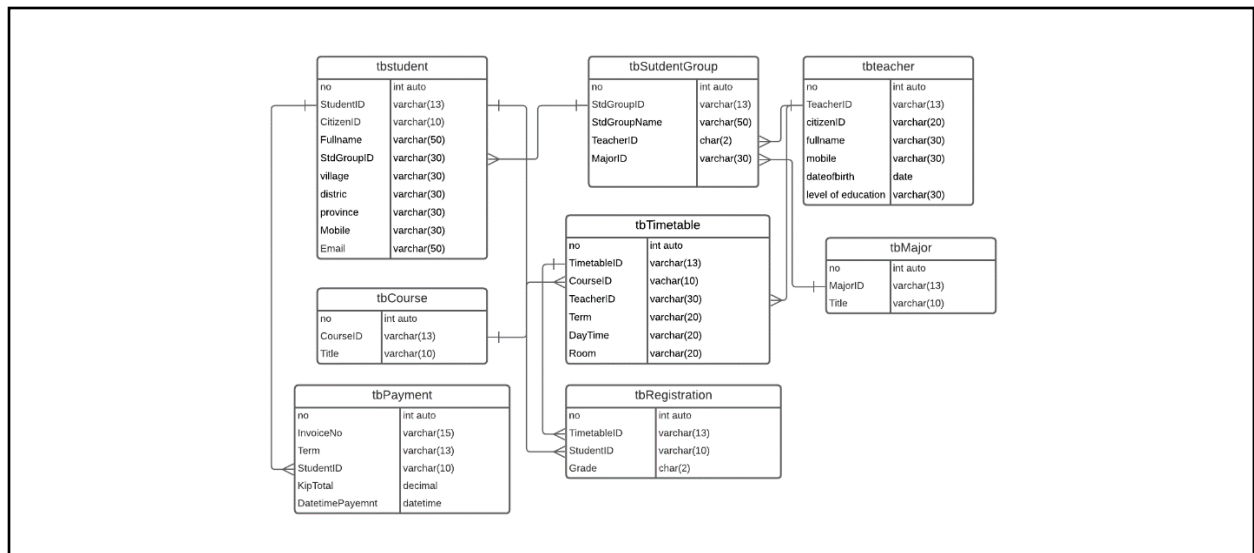 tbstudent
no int auto
StudentID varchar(13)
CitizenID varchar(10)
Fullname varchar(50)
StdGroupID varchar(30)
village varchar(30)
distric varchar(30)
province varchar(30)
Mobile varchar(30)
Email varchar(50)
tbSutdentGroup
no int auto
StdGroupID varchar(13)
StdGroupName varchar(50)
TeacherID char(2)
MajorID varchar(30)
tbteacher
no int auto
TeacherID varchar(13)
citizenID varchar(20)
fullname varchar(30)
mobile varchar(30)
dateofbirth date
level of education varchar(30)
tbTimetable
no int auto
TimetableID varchar(13)
CourseID vachar(10)
TeacherID varchar(30)
Term varchar(20)
DayTime varchar(20)
Room varchar(20)
tbMajor
no int auto
MajorID varchar(13)
Title varchar(10)
tbCourse
no int auto
CourseID varchar(13)
Title varchar(10)
tbPayment
no int auto
InvoiceNo varchar(15)
Term varchar(13)
StudentID varchar(10)
KipTotal decimal
DatetimePayemnt datetime
tbRegistration
no int auto
TimetableID varchar(13)
StudentID varchar(10)
Grade char(2)